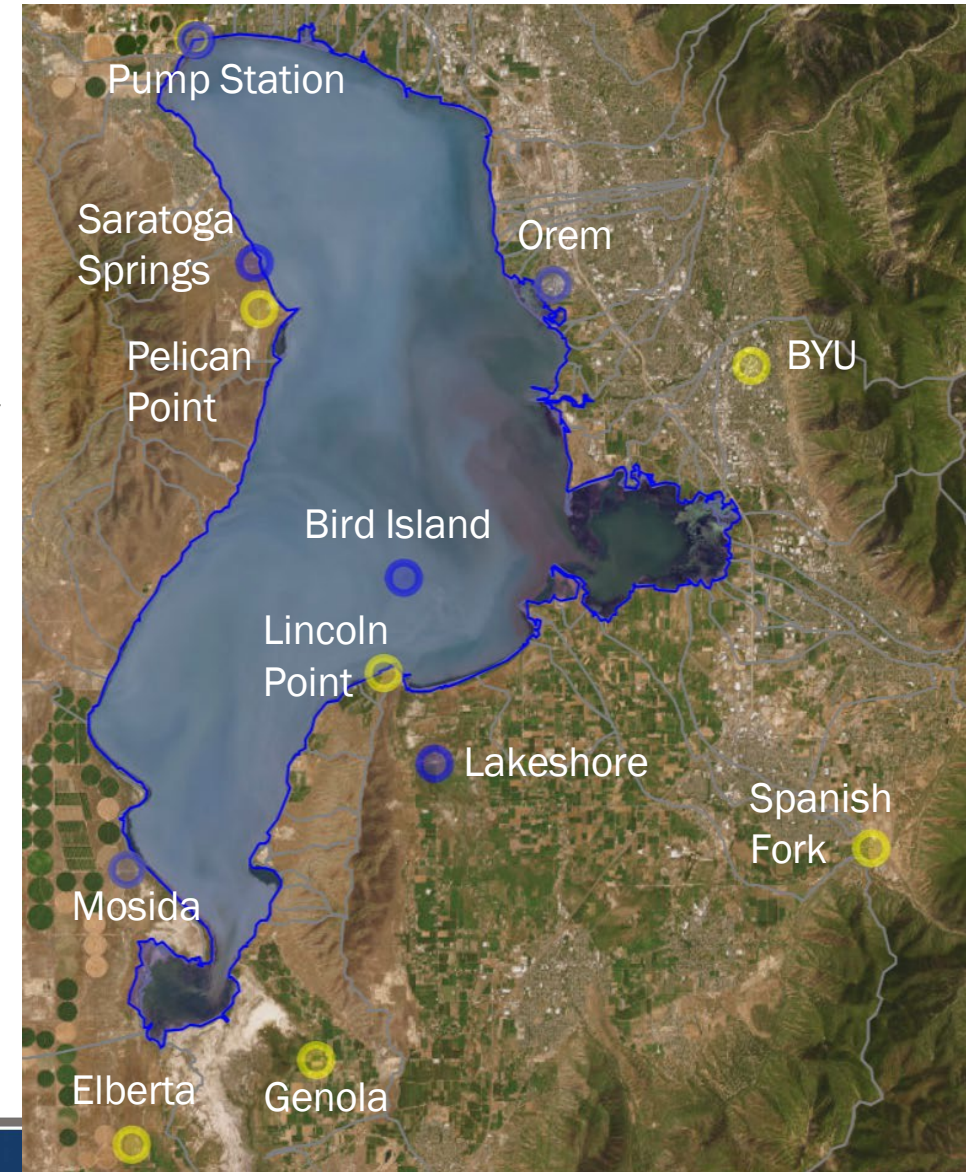 Pump Station
Saratoga
Springs
Orem
Pelican
Point
BYU
Bird Island
Lincoln
Point
Lakeshore
Spanish
Fork
Mosida
Elberta
Genola